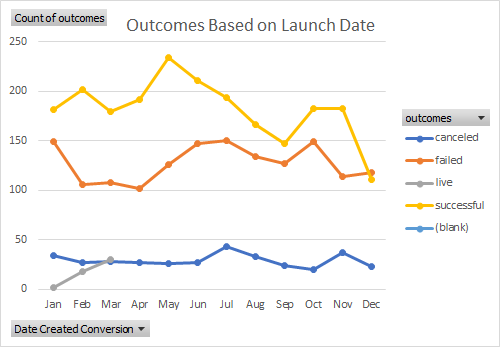 Count of outcomes
Outcomes Based on Launch Date
250
200
150
100
50
0
Jan Feb Mar Apr May Jun Jul Aug Sep Oct Nov Dec
outcomes
canceled
failed
live
successful
(blank)
Date Created Conversion